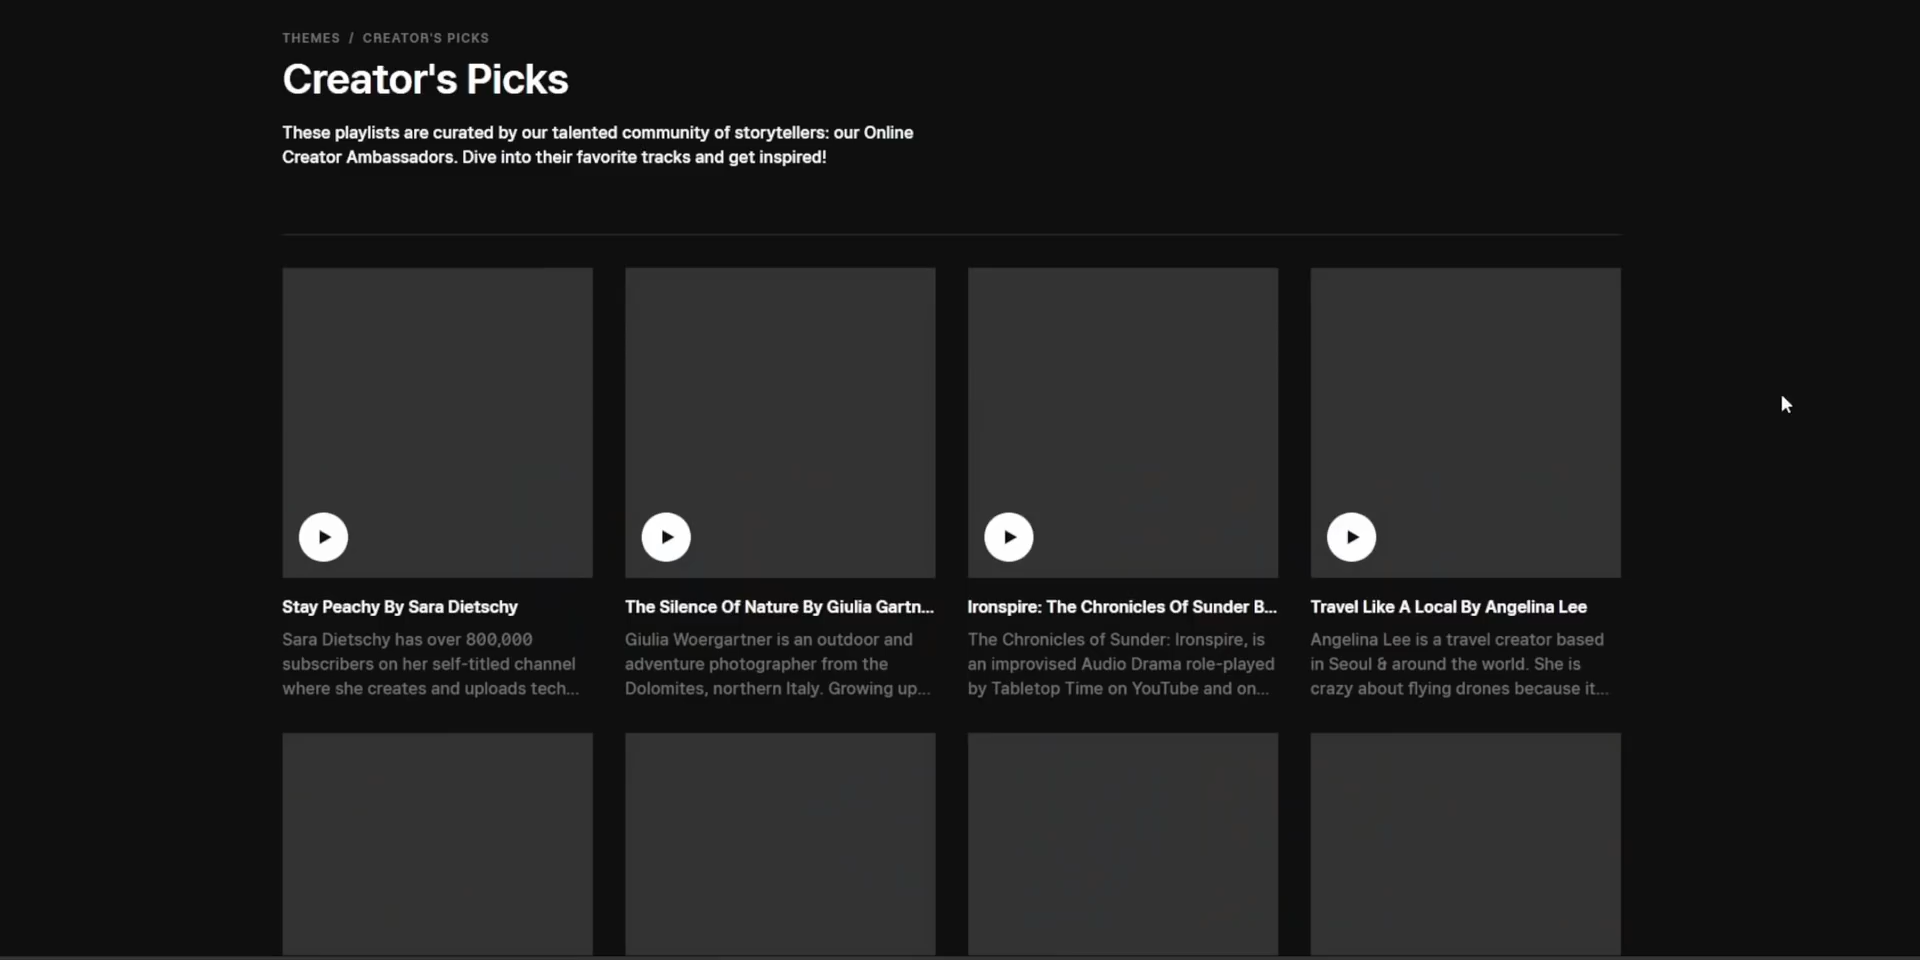 THEMES / CREATOR'S PICKS
Creator's Picks
These playlists are curated by our talented community of storytellers: our Online
Creator Ambassadors. Dive into their favorite tracks and get inspired!
Stay Peachy By Sara Dietschy
Sara Dietschy has over 800,000
subscribers on her self-titled channel
where she creates and uploads tech...
The Silence Of Nature By Giulia Gartn...
Giulia Woergartner is an outdoor and
adventure photographer from the
Dolomites, northern Italy. Growing up...
Ironspire: The Chronicles Of Sunder B...
The Chronicles of Sunder: Ironspire, is
an improvised Audio Drama role-played
by Tabletop Time on YouTube and on...
Travel Like A Local By Angelina Lee
Angelina Lee is a travel creator based
in Seoul & around the world. She is
crazy about flying drones because it...